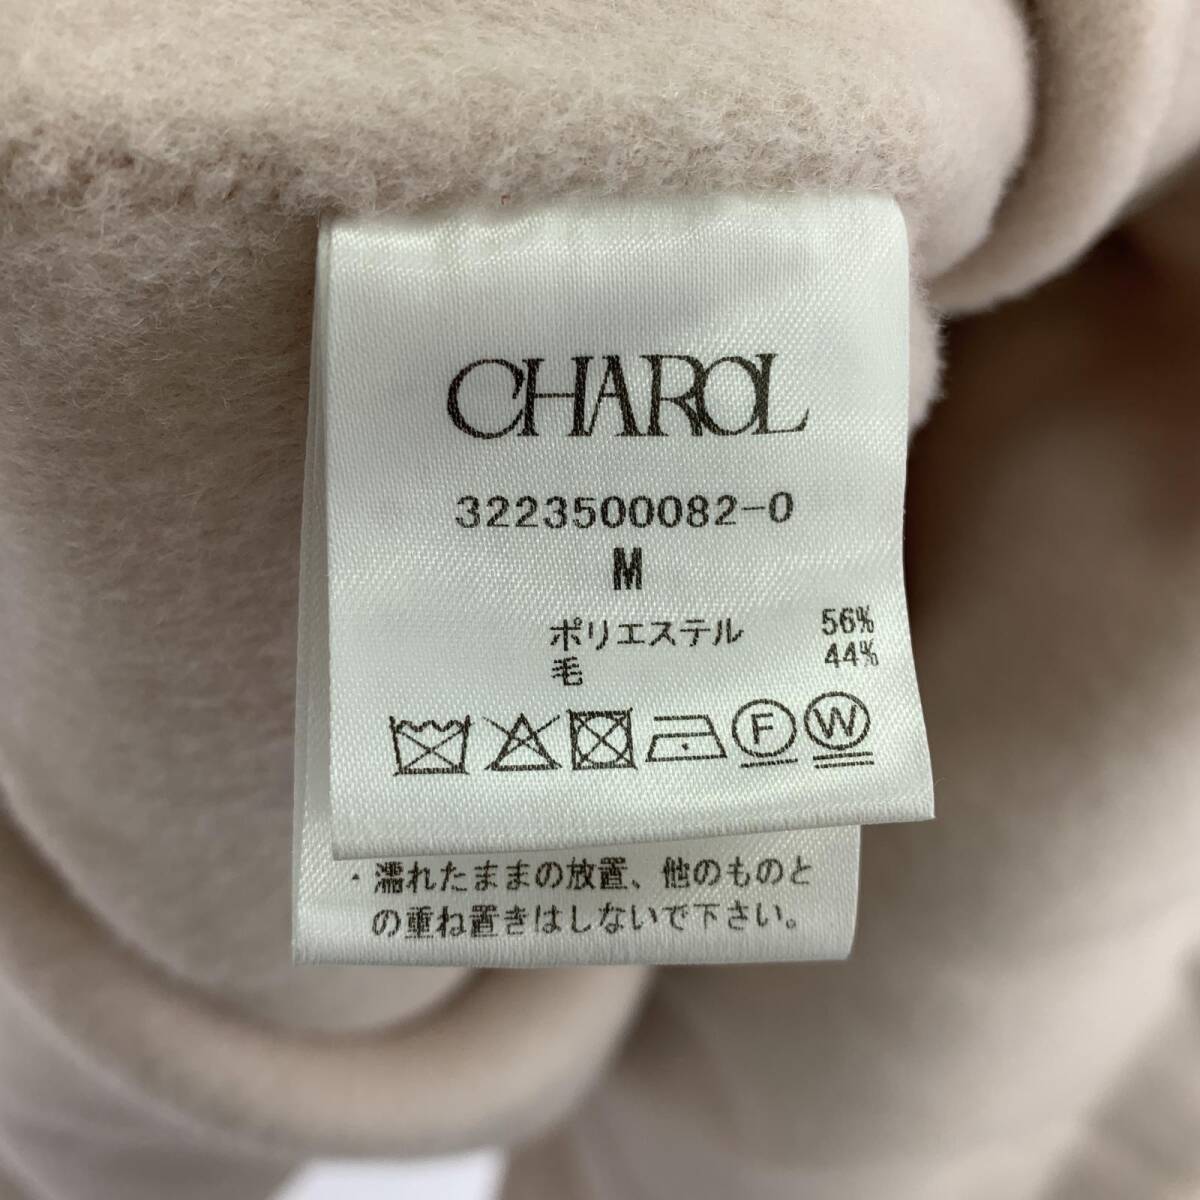 CHAROL
3223500082-0
M
ポリエステル 56%
毛 44%
F W
・濡れたままの放置、他のものと
の重ね置きはしないで下さい。